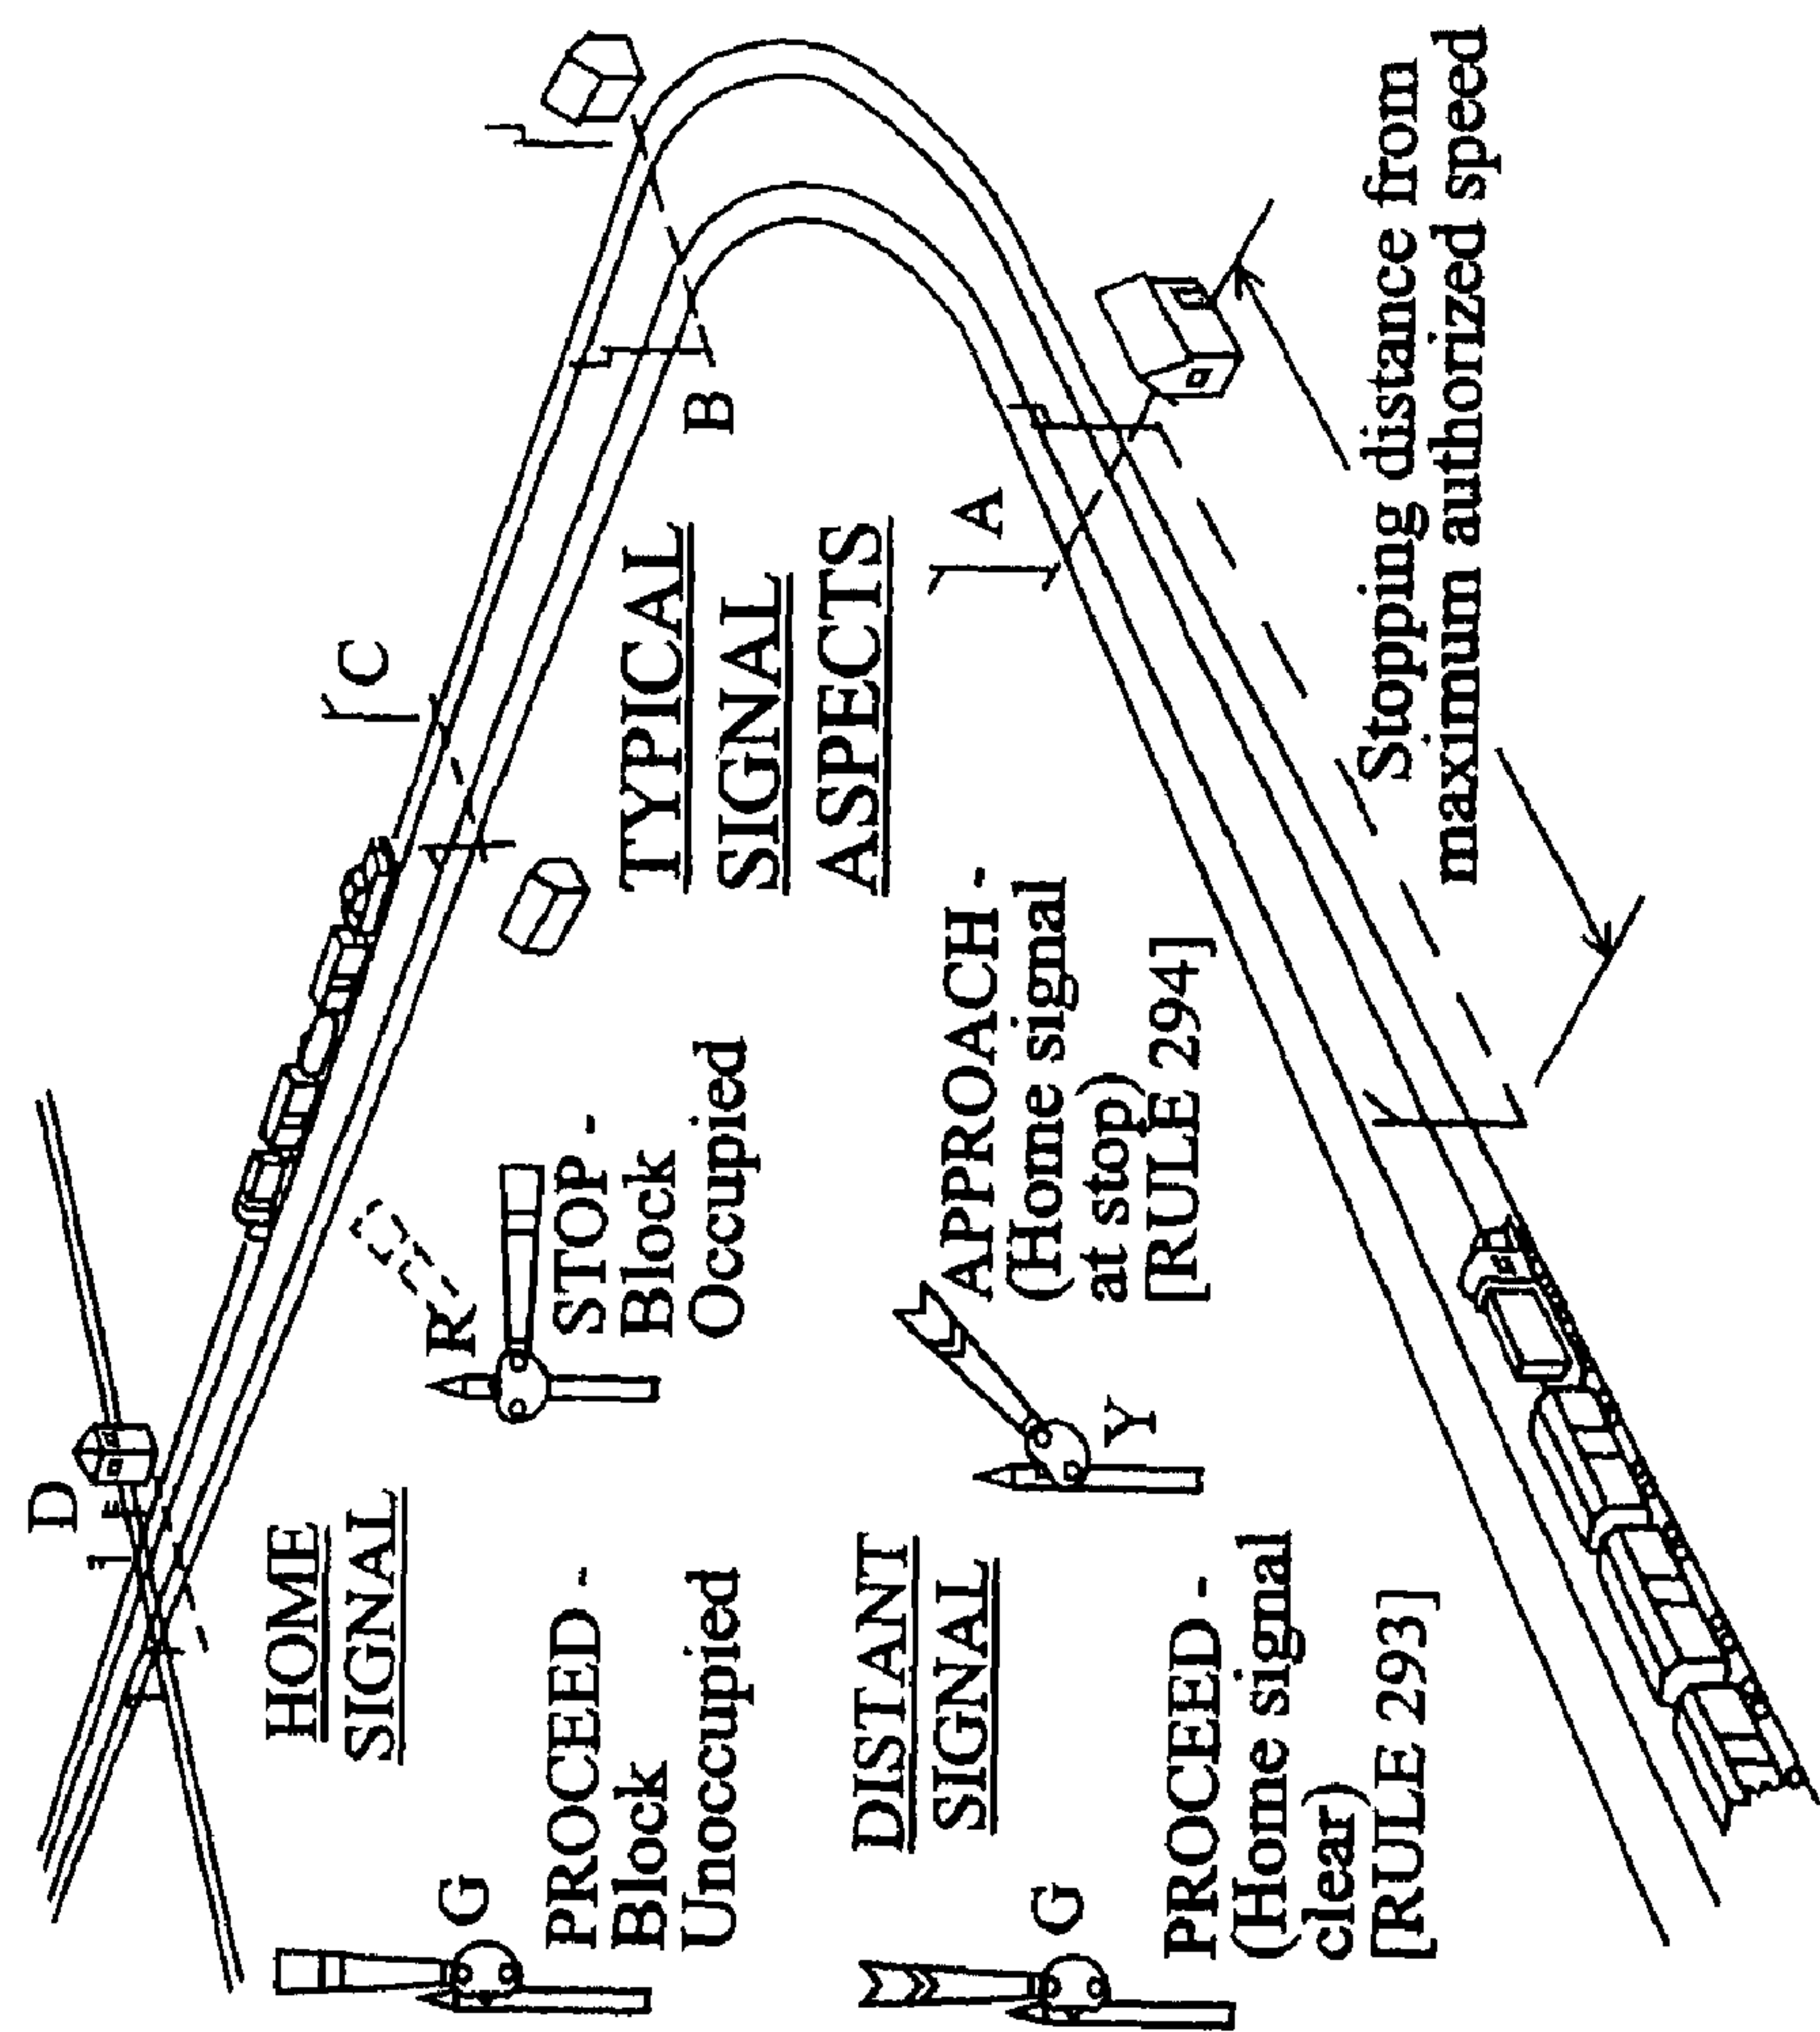 D
HOME
SIGNAL
G
PROCEED-
Block
Unoccupied
R
STOP -
Block
Occupied
C
TYPICAL
SIGNAL
ASPECTS
B
DISTANT
SIGNAL
G
PROCEED-
(Home signal
clear)
[RULE 293]
Y
APPROACH-
(Home signal
at stop)
[RULE 294]
A
Stopping distance from
maximum authorized speed